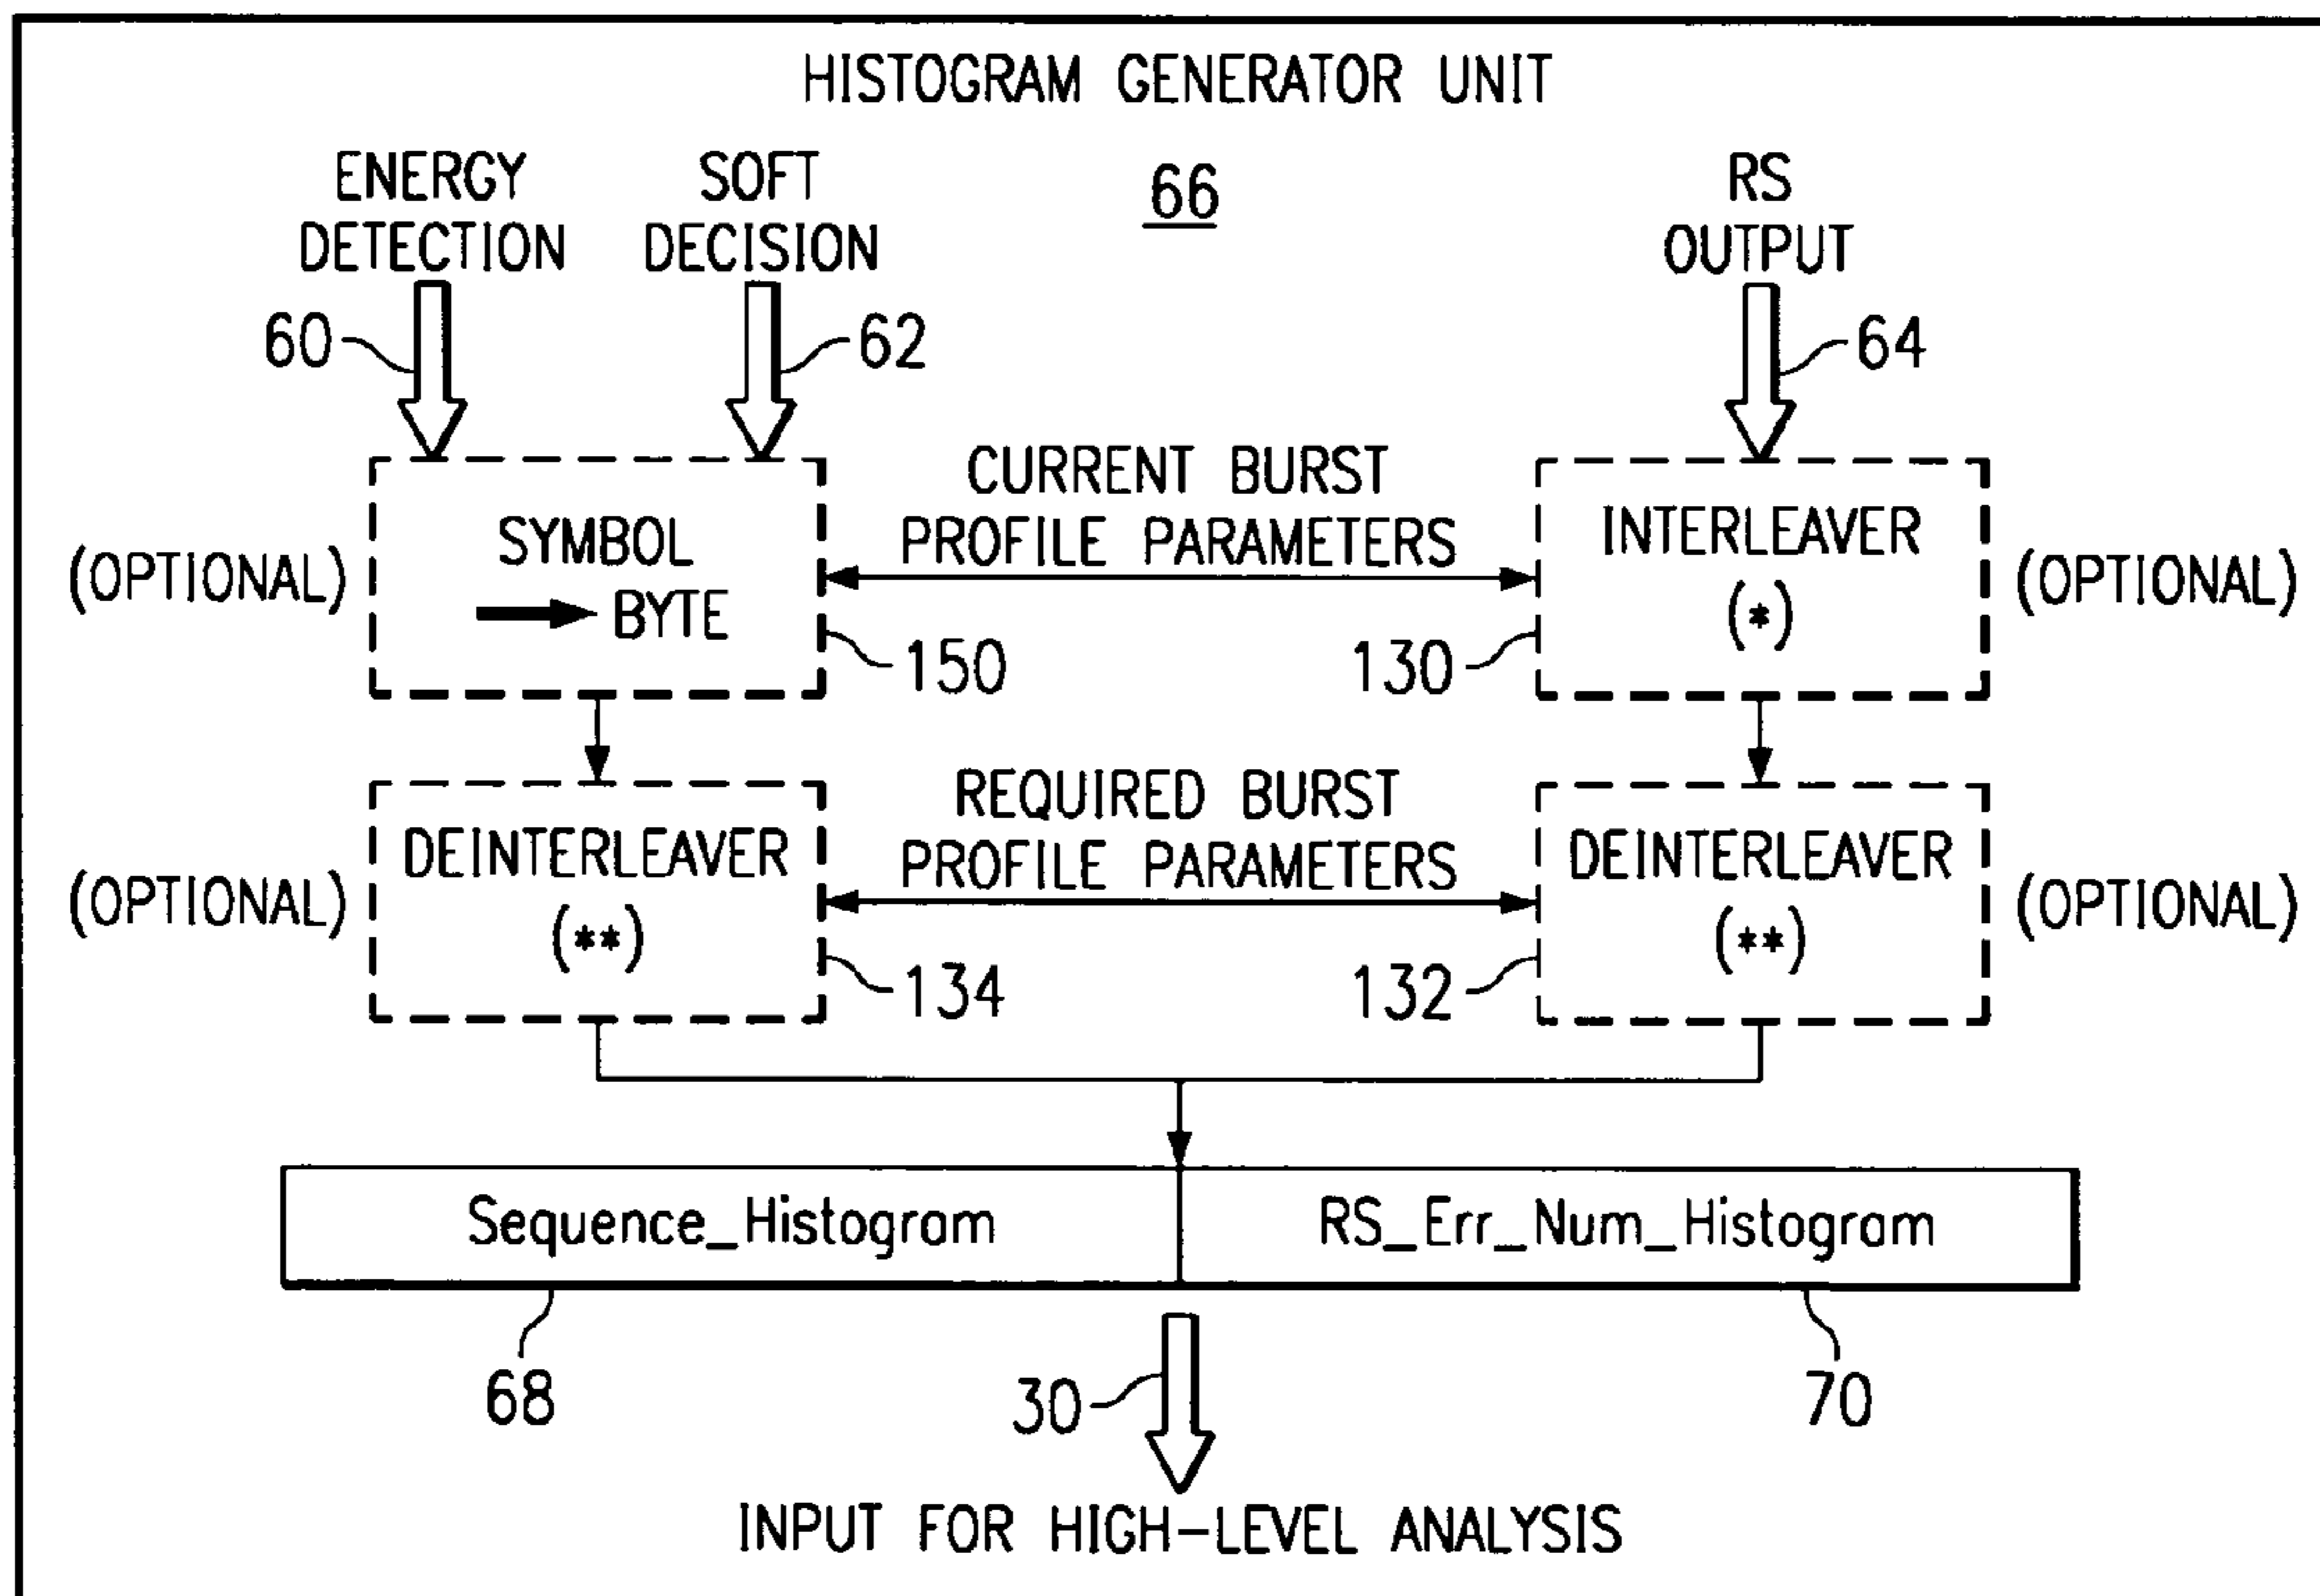 HISTOGRAM GENERATOR UNIT
66
ENERGY
DETECTION
SOFT
DECISION
RS
OUTPUT
60
62
64
(OPTIONAL)
SYMBOL
→ BYTE
150
CURRENT BURST
PROFILE PARAMETERS
INTERLEAVER
(*)
130
(OPTIONAL)
(OPTIONAL)
DEINTERLEAVER
(**)
134
REQUIRED BURST
PROFILE PARAMETERS
DEINTERLEAVER
(**)
132
(OPTIONAL)
Sequence_Histogram
RS_Err_Num_Histogram
68
30
70
INPUT FOR HIGH-LEVEL ANALYSIS